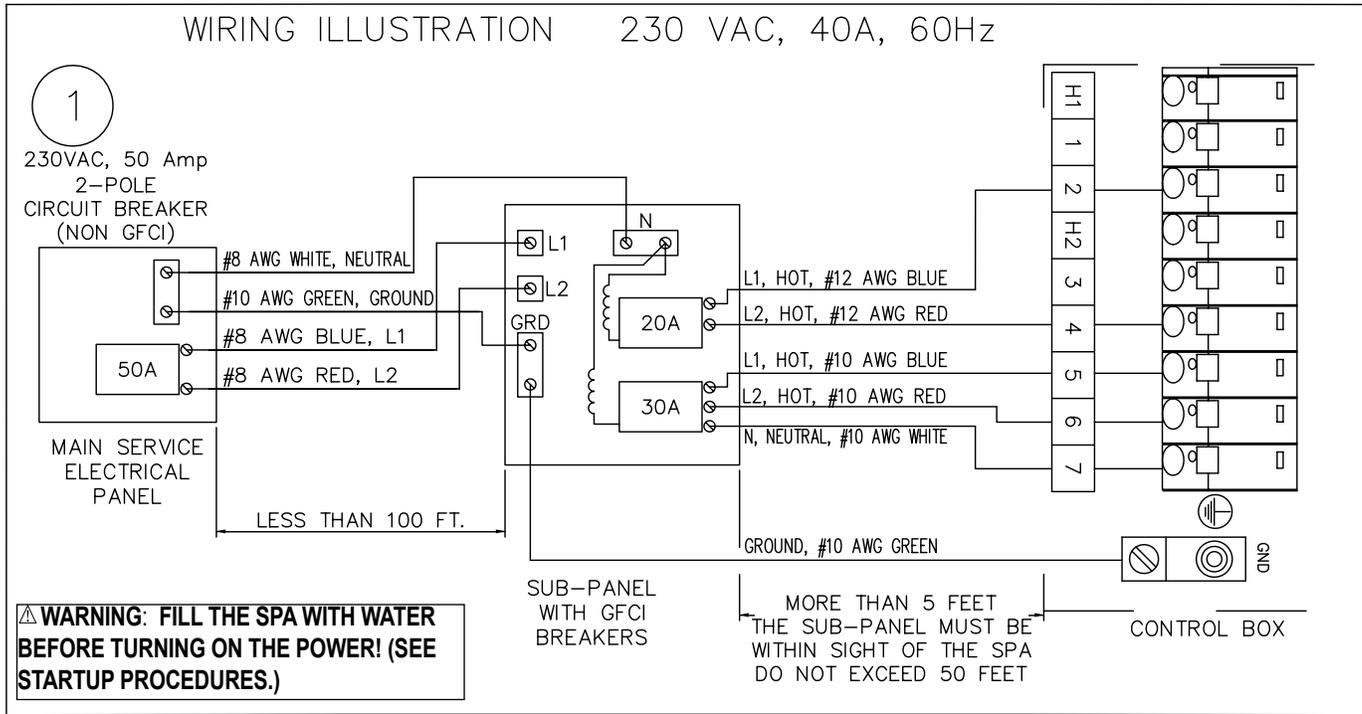 WIRING ILLUSTRATION 230 VAC, 40A, 60Hz
1
230VAC, 50 Amp
2-POLE
CIRCUIT BREAKER
(NON GFCI)
#8 AWG WHITE, NEUTRAL
#10 AWG GREEN, GROUND
#8 AWG BLUE, L1
#8 AWG RED, L2
50A
MAIN SERVICE
ELECTRICAL
PANEL
LESS THAN 100 FT.
L1
L2
GRD
N
20A
30A
SUB-PANEL
WITH GFCI
BREAKERS
L1, HOT, #12 AWG BLUE
L2, HOT, #12 AWG RED
L1, HOT, #10 AWG BLUE
L2, HOT, #10 AWG RED
N, NEUTRAL, #10 AWG WHITE
GROUND, #10 AWG GREEN
MORE THAN 5 FEET
THE SUB-PANEL MUST BE
WITHIN SIGHT OF THE SPA
DO NOT EXCEED 50 FEET
H1
1
2
H2
3
4
5
6
7
GND
CONTROL BOX
⚠ WARNING: FILL THE SPA WITH WATER
BEFORE TURNING ON THE POWER! (SEE
STARTUP PROCEDURES.)